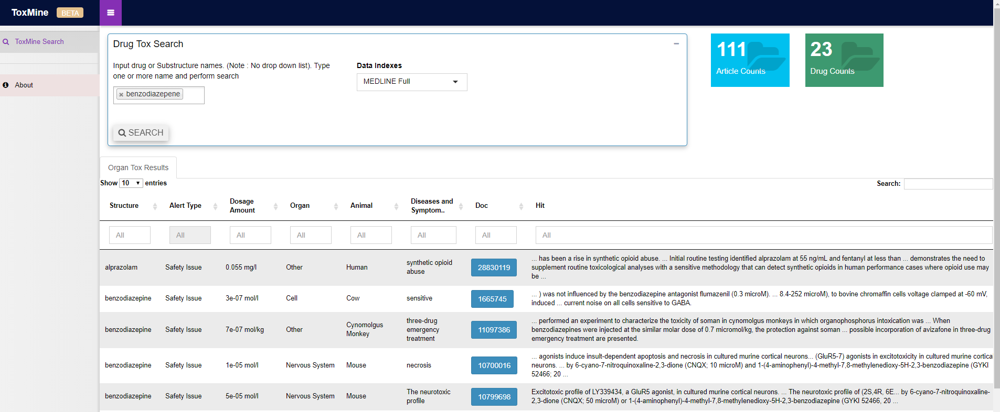 ToxMine BETA
ToxMine Search
About
Drug Tox Search
Input drug or Substructure names. (Note : No drop down list). Type
one or more name and perform search
benzodiazepene
Data Indexes
MEDLINE Full
SEARCH
111
Article Counts
23
Drug Counts
Organ Tox Results
Show 10 entries
Search:
Structure Alert Type Dosage Amount Organ Animal Diseases and Symptom.. Doc Hit
All All All All All All All All
alprazolam Safety Issue 0.055 mg/l Other Human synthetic opioid abuse 28830119
... has been a rise in synthetic opioid abuse. ... Initial routine testing identified alprazolam at 55 ng/mL and fentanyl at less than ... demonstrates the need to
supplement routine toxicological analyses with a sensitive methodology that can detect synthetic opioids in human performance cases where opioid use may
be ...
benzodiazepine Safety Issue 3e-07 mol/l Cell Cow sensitive 1665745
... ) was not influenced by the benzodiazepine antagonist flumazenil (0.3 microM). ... 8.4-252 microM), to bovine chromaffin cells voltage clamped at -60 mV,
induced ... current noise on all cells sensitive to GABA.
benzodiazepine Safety Issue 7e-07 mol/kg Other Cynomolgus Monkey three-drug emergency treatment 11097386
... performed an experiment to characterize the toxicity of soman in cynomolgus monkeys in which organophosphorus intoxication was ... When
benzodiazepines were injected at the similar molar dose of 0.7 micromol/kg, the protection against soman ... possible incorporation of avizafone in three-drug
emergency treatment are presented.
benzodiazepine Safety Issue 1e-05 mol/l Nervous System Mouse necrosis 10700016
... agonists induce insult-dependent apoptosis and necrosis in cultured murine cortical neurons... (GluR5-7) agonists in excitotoxicity in cultured murine cortical
neurons. ... by 6-cyano-7-nitroquinoxaline-2,3-dione (CNQX; 10 microM) and 1-(4-aminophenyl)-4-methyl-7,8-methylenedioxy-5H-2,3-benzodiazepine (GYKI
52466; 20 ...
benzodiazepine Safety Issue 5e-05 mol/l Nervous System Mouse The neurotoxic profile 10799698
Excitotoxic profile of LY339434, a GluR5 agonist, in cultured murine cortical neurons. ... The neurotoxic profile of (2S,4R, 6E... by 6-cyano-7-nitroquinoxaline-
2,3-dione (CNQX; 50 microM) or 1-(4-aminophenyl)-4-methyl-7,8-methylenedioxy-5H-2,3-benzodiazepine (GYKI 52466, 20 ...